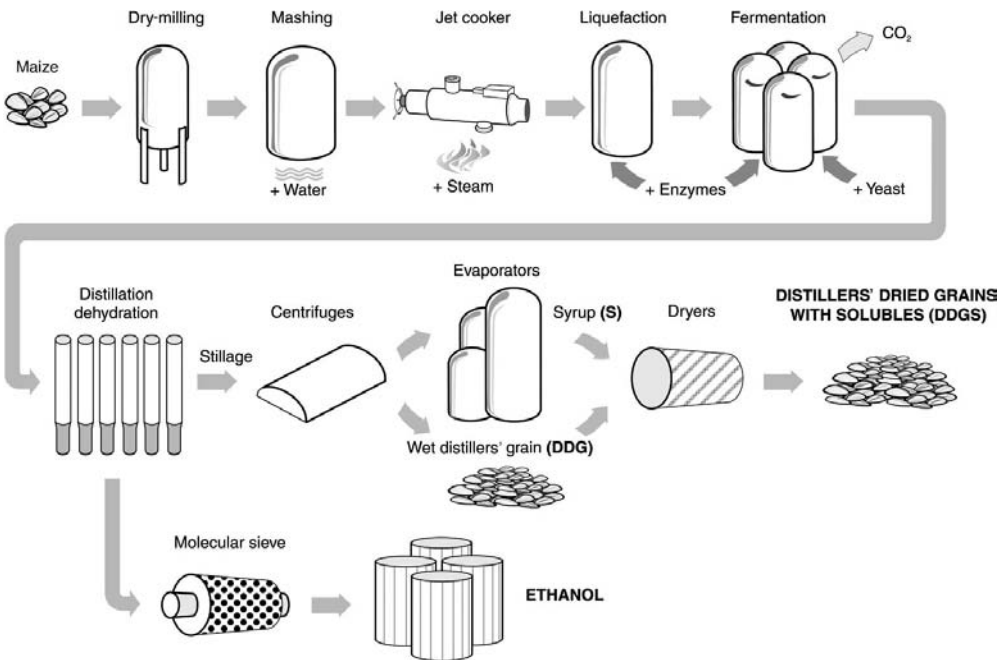 Dry-milling
Mashing
Jet cooker
Liquefaction
Fermentation
CO₂
Maize
+ Water
+ Steam
+ Enzymes
+ Yeast
Distillation
dehydration
Stillage
Centrifuges
Evaporators
Syrup (S)
Dryers
DISTILLERS' DRIED GRAINS
WITH SOLUBLES (DDGS)
Wet distillers' grain (DDG)
Molecular sieve
ETHANOL